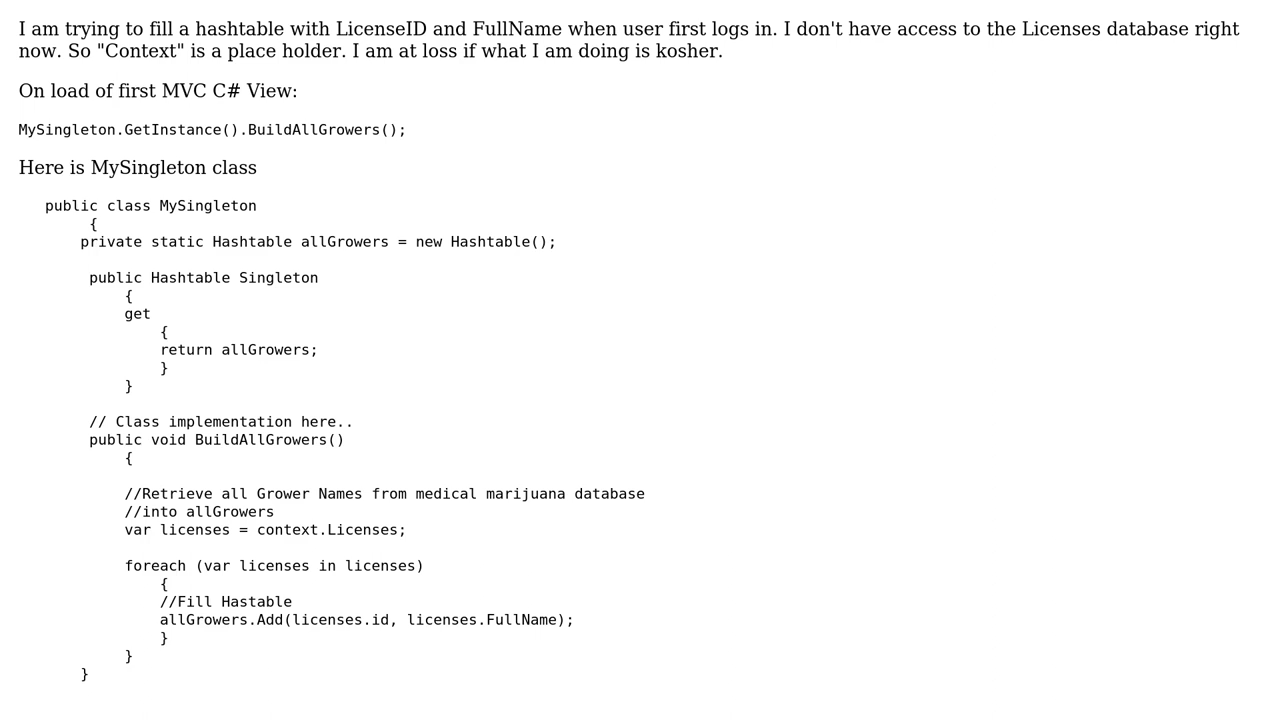 I am trying to fill a hashtable with LicenseID and FullName when user first logs in. I don't have access to the Licenses database right
now. So "Context" is a place holder. I am at loss if what I am doing is kosher.
On load of first MVC C# View:
MySingleton.GetInstance().BuildAllGrowers();
Here is MySingleton class
public class MySingleton
{
private static Hashtable allGrowers = new Hashtable();
public Hashtable Singleton
{
get
{
return allGrowers;
}
}
// Class implementation here..
public void BuildAllGrowers()
{
//Retrieve all Grower Names from medical marijuana database
//into allGrowers
var licenses = context.Licenses;
foreach (var licenses in licenses)
{
//Fill Hastable
allGrowers.Add(licenses.id, licenses.FullName);
}
}
}